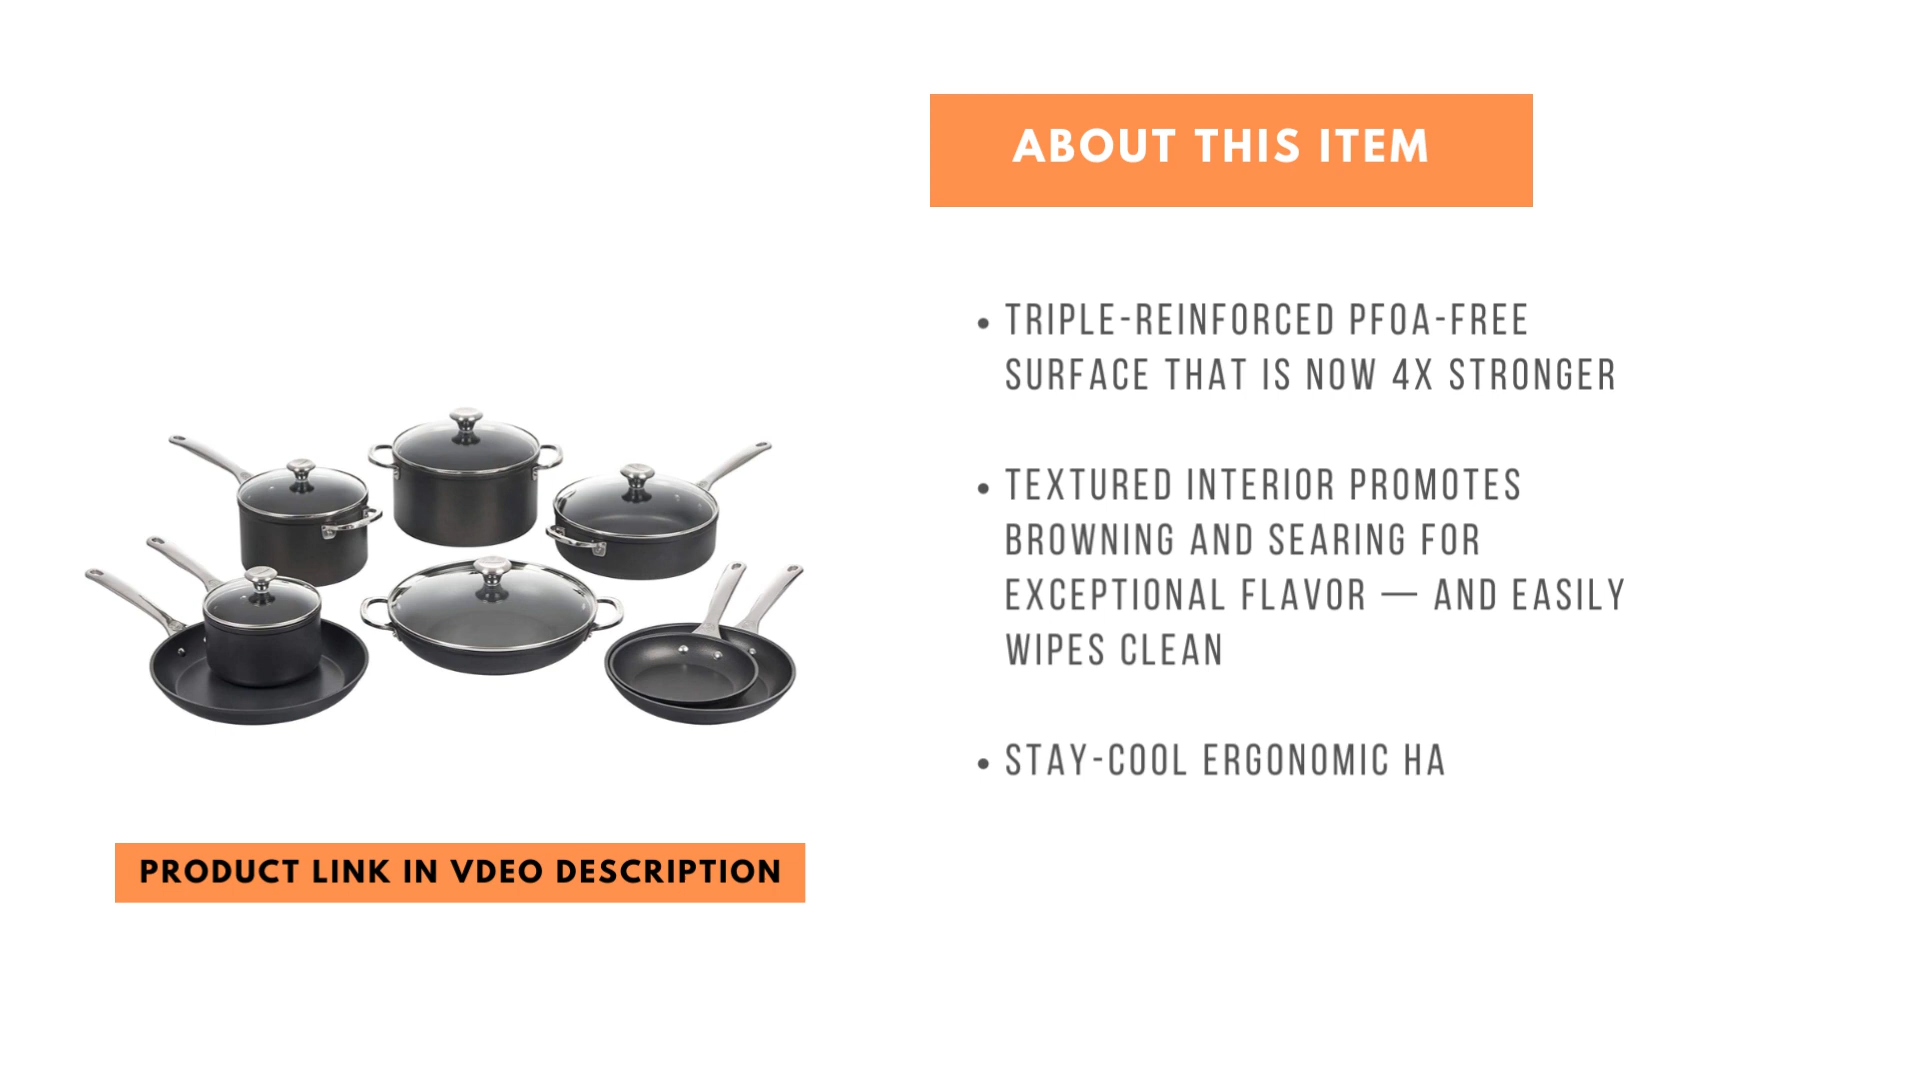 ABOUT THIS ITEM
• TRIPLE-REINFORCED PFOA-FREE
SURFACE THAT IS NOW 4X STRONGER
• TEXTURED INTERIOR PROMOTES
BROWNING AND SEARING FOR
EXCEPTIONAL FLAVOR — AND EASILY
WIPES CLEAN
• STAY-COOL ERGONOMIC HA
PRODUCT LINK IN VDEO DESCRIPTION